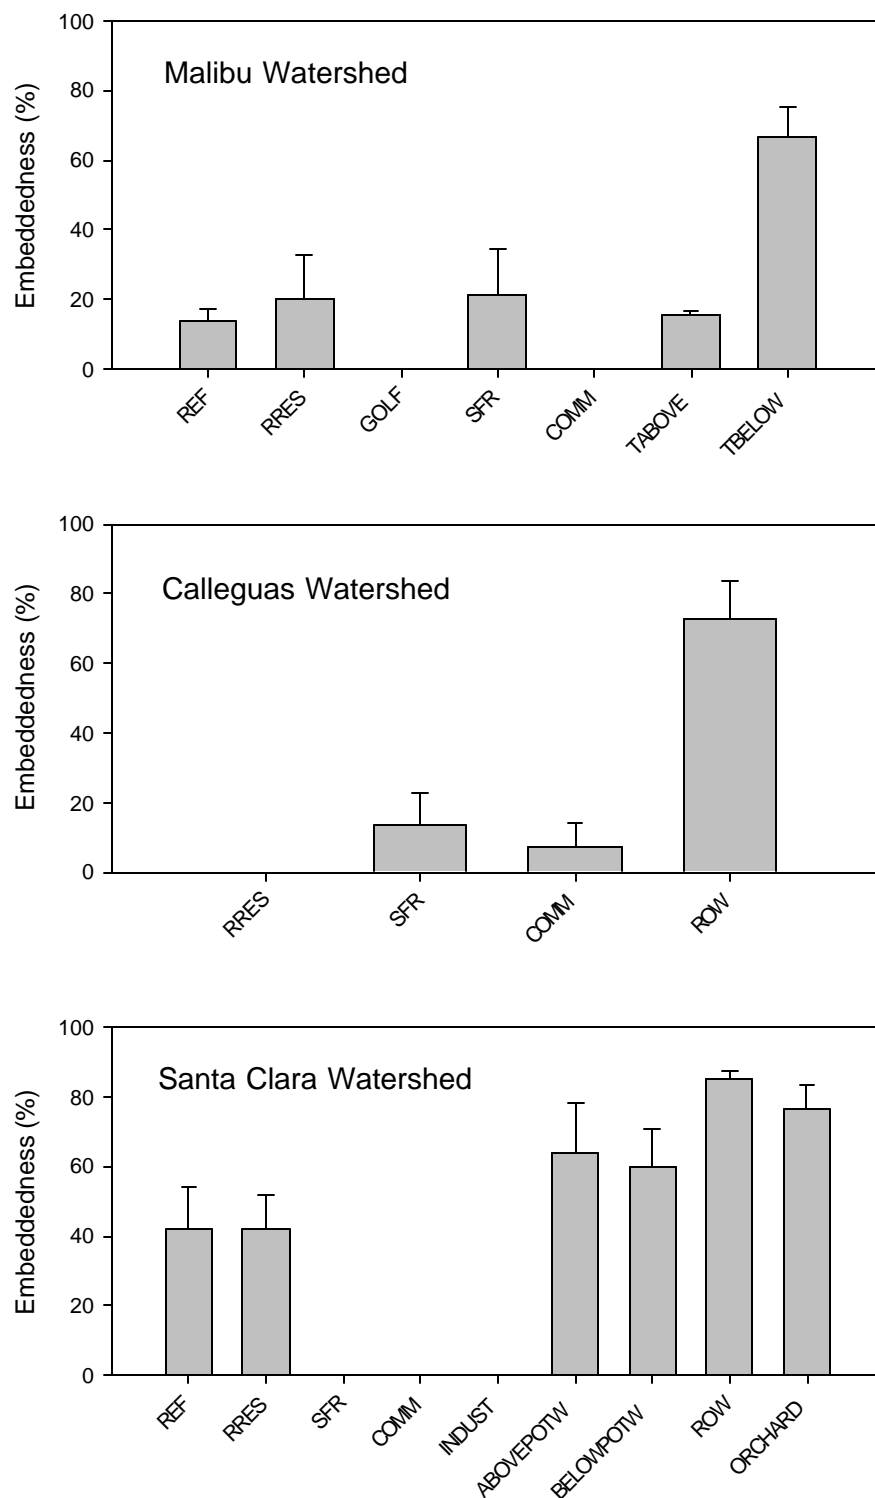 100
Malibu Watershed
80
60
40
20
0
Embeddedness (%)
REF
RRES
GOLF
SFR
COMM
TABOVE
TBELOW
100
Calleguas Watershed
80
60
40
20
0
Embeddedness (%)
RRES
SFR
COMM
ROW
100
Santa Clara Watershed
80
60
40
20
0
Embeddedness (%)
REF
RRES
SFR
COMM
INDUST
ABOVEPOTW
BELOWPOTW
ROW
ORCHARD